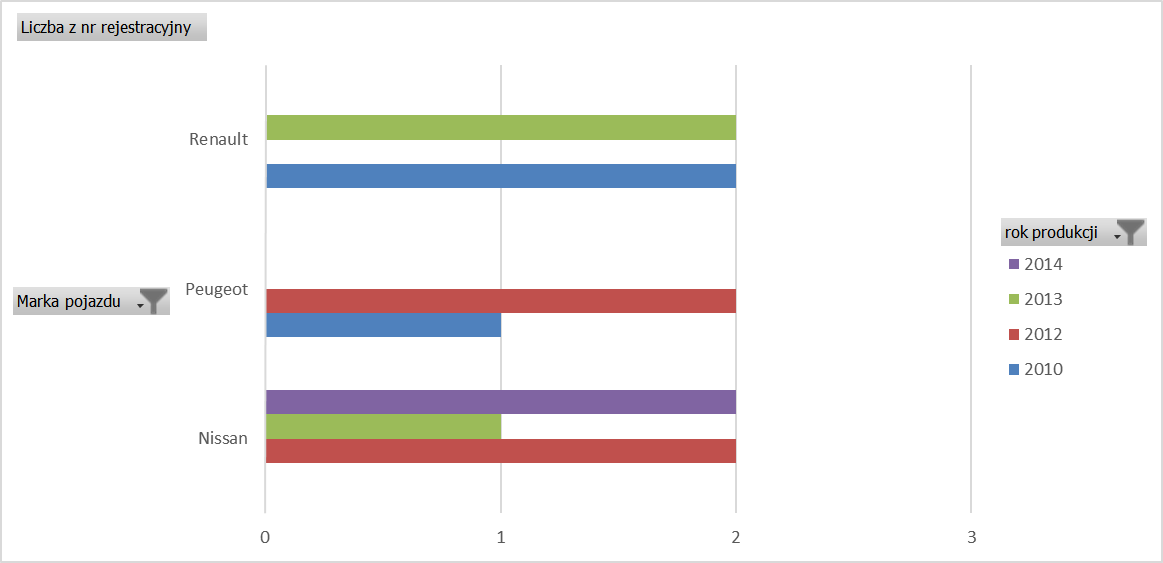 Liczba z nr rejestracyjny
Renault
Peugeot
Nissan
Marka pojazdu
0 1 2 3
rok produkcji
2014
2013
2012
2010